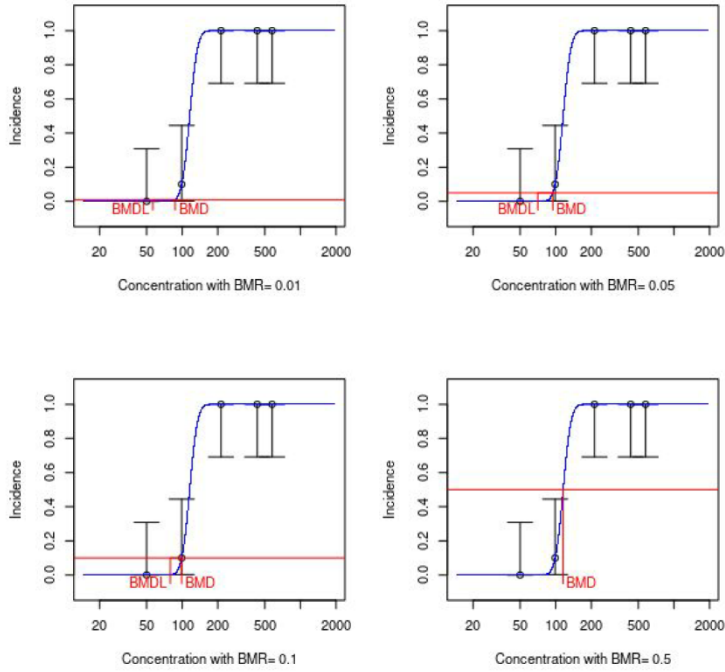 1.0
0.8
0.6
0.4
0.2
0.0
Incidence
BMDL BMD
20 50 100 200 500 2000
Concentration with BMR= 0.01
1.0
0.8
0.6
0.4
0.2
0.0
Incidence
BMDL BMD
20 50 100 200 500 2000
Concentration with BMR= 0.05
1.0
0.8
0.6
0.4
0.2
0.0
Incidence
BMDL BMD
20 50 100 200 500 2000
Concentration with BMR= 0.1
1.0
0.8
0.6
0.4
0.2
0.0
Incidence
BMD
20 50 100 200 500 2000
Concentration with BMR= 0.5